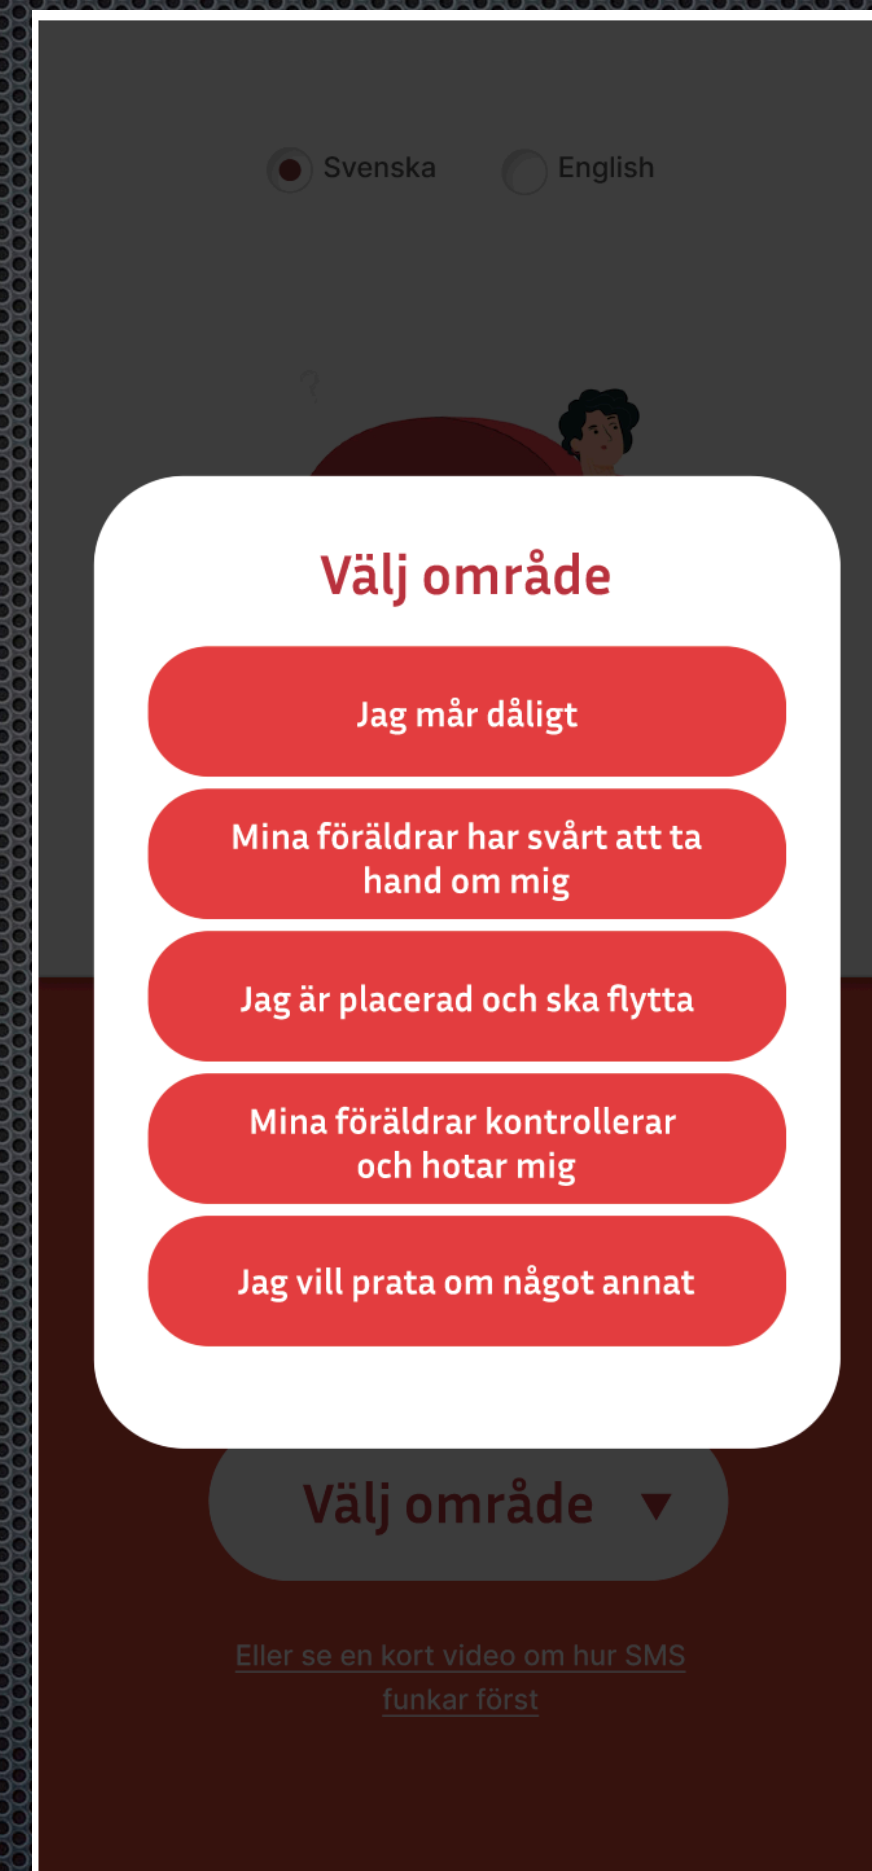 Svenska English
?
Välj område
Jag mår dåligt
Mina föräldrar har svårt att ta
hand om mig
Jag är placerad och ska flytta
Mina föräldrar kontrollerar
och hotar mig
Jag vill prata om något annat
Välj område
Eller se en kort video om hur SMS
funkar först